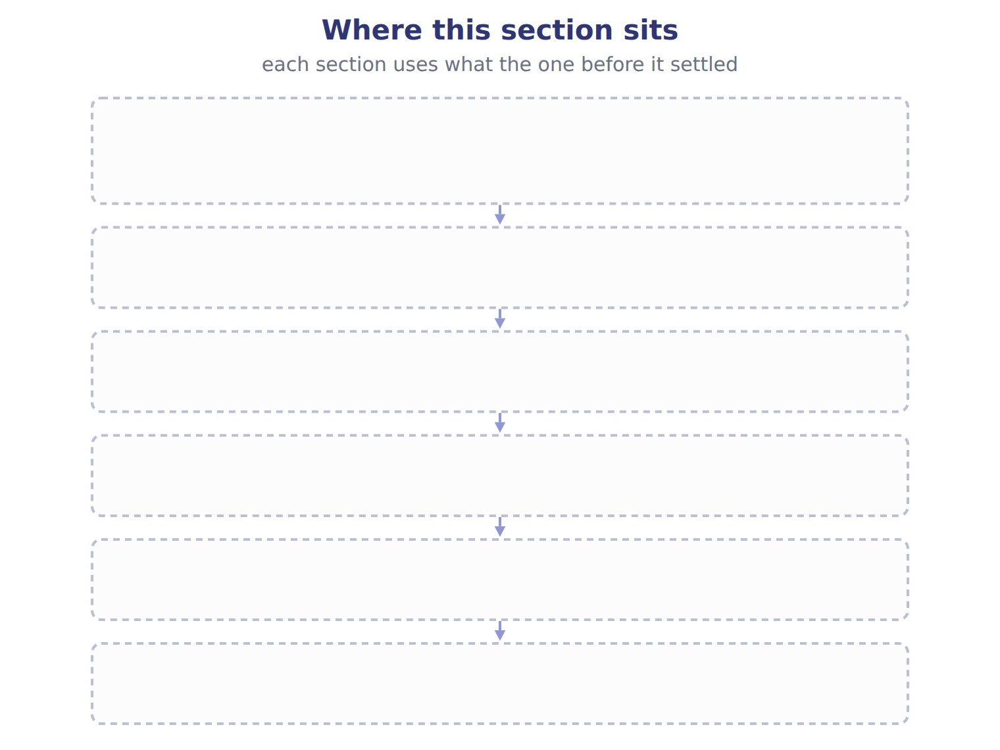 Where this section sits
each section uses what the one before it settled